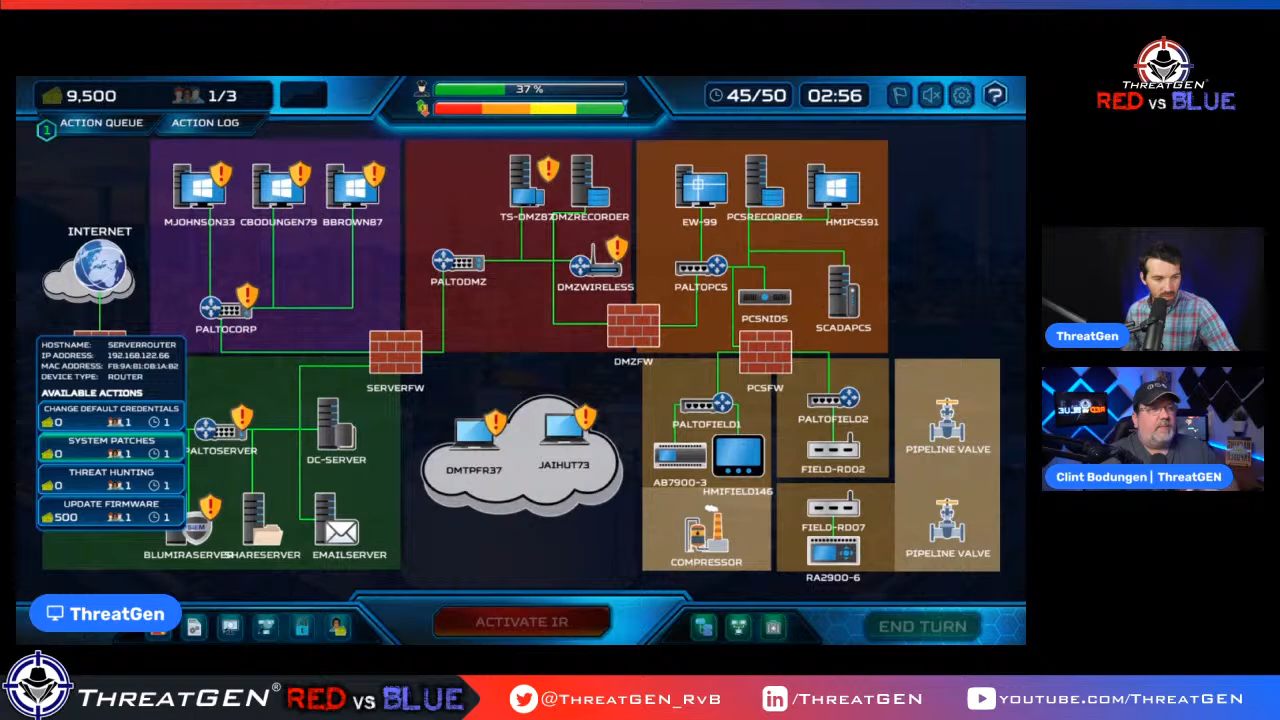 THREATGEN®
RED vs BLUE
9,500
1/3
37 %
45/50
02:56
?
1
ACTION QUEUE
ACTION LOG
MJOHNSON33
CBODUNGEN79
BBROWN87
TS-DMZ87
DMZRECORDER
EW-99
PCSRECORDER
HMIPCS91
INTERNET
PALTODMZ
DMZWIRELESS
PALTOPCS
PCSNIDS
SCADAPCS
PALTOCORP
SERVERFW
DMZFW
PCSFW
HOSTNAME: SERVERROUTER
IP ADDRESS: 192.168.122.66
MAC ADDRESS: FB:9A:B1:0B:1A:B2
DEVICE TYPE: ROUTER
AVAILABLE ACTIONS
CHANGE DEFAULT CREDENTIALS
0 1 1
SYSTEM PATCHES
0 1 1
THREAT HUNTING
0 1 1
UPDATE FIRMWARE
500 1 1
PALTOSERVER
DC-SERVER
SIEM
BLUMIRASERVER
SHARESERVER
EMAILSERVER
DMTPFR37
JAIHUT73
PALTOFIELD1
PALTOFIELD2
AB7900-3
HMIFIELD146
FIELD-RD02
PIPELINE VALVE
COMPRESSOR
FIELD-RD07
RA2900-6
PIPELINE VALVE
ThreatGen
Clint Bodungen | ThreatGEN
ThreatGen
ACTIVATE IR
END TURN
THREATGEN® RED vs BLUE
@THREATGEN_RVB
/THREATGEN
YOUTUBE.COM/THREATGEN